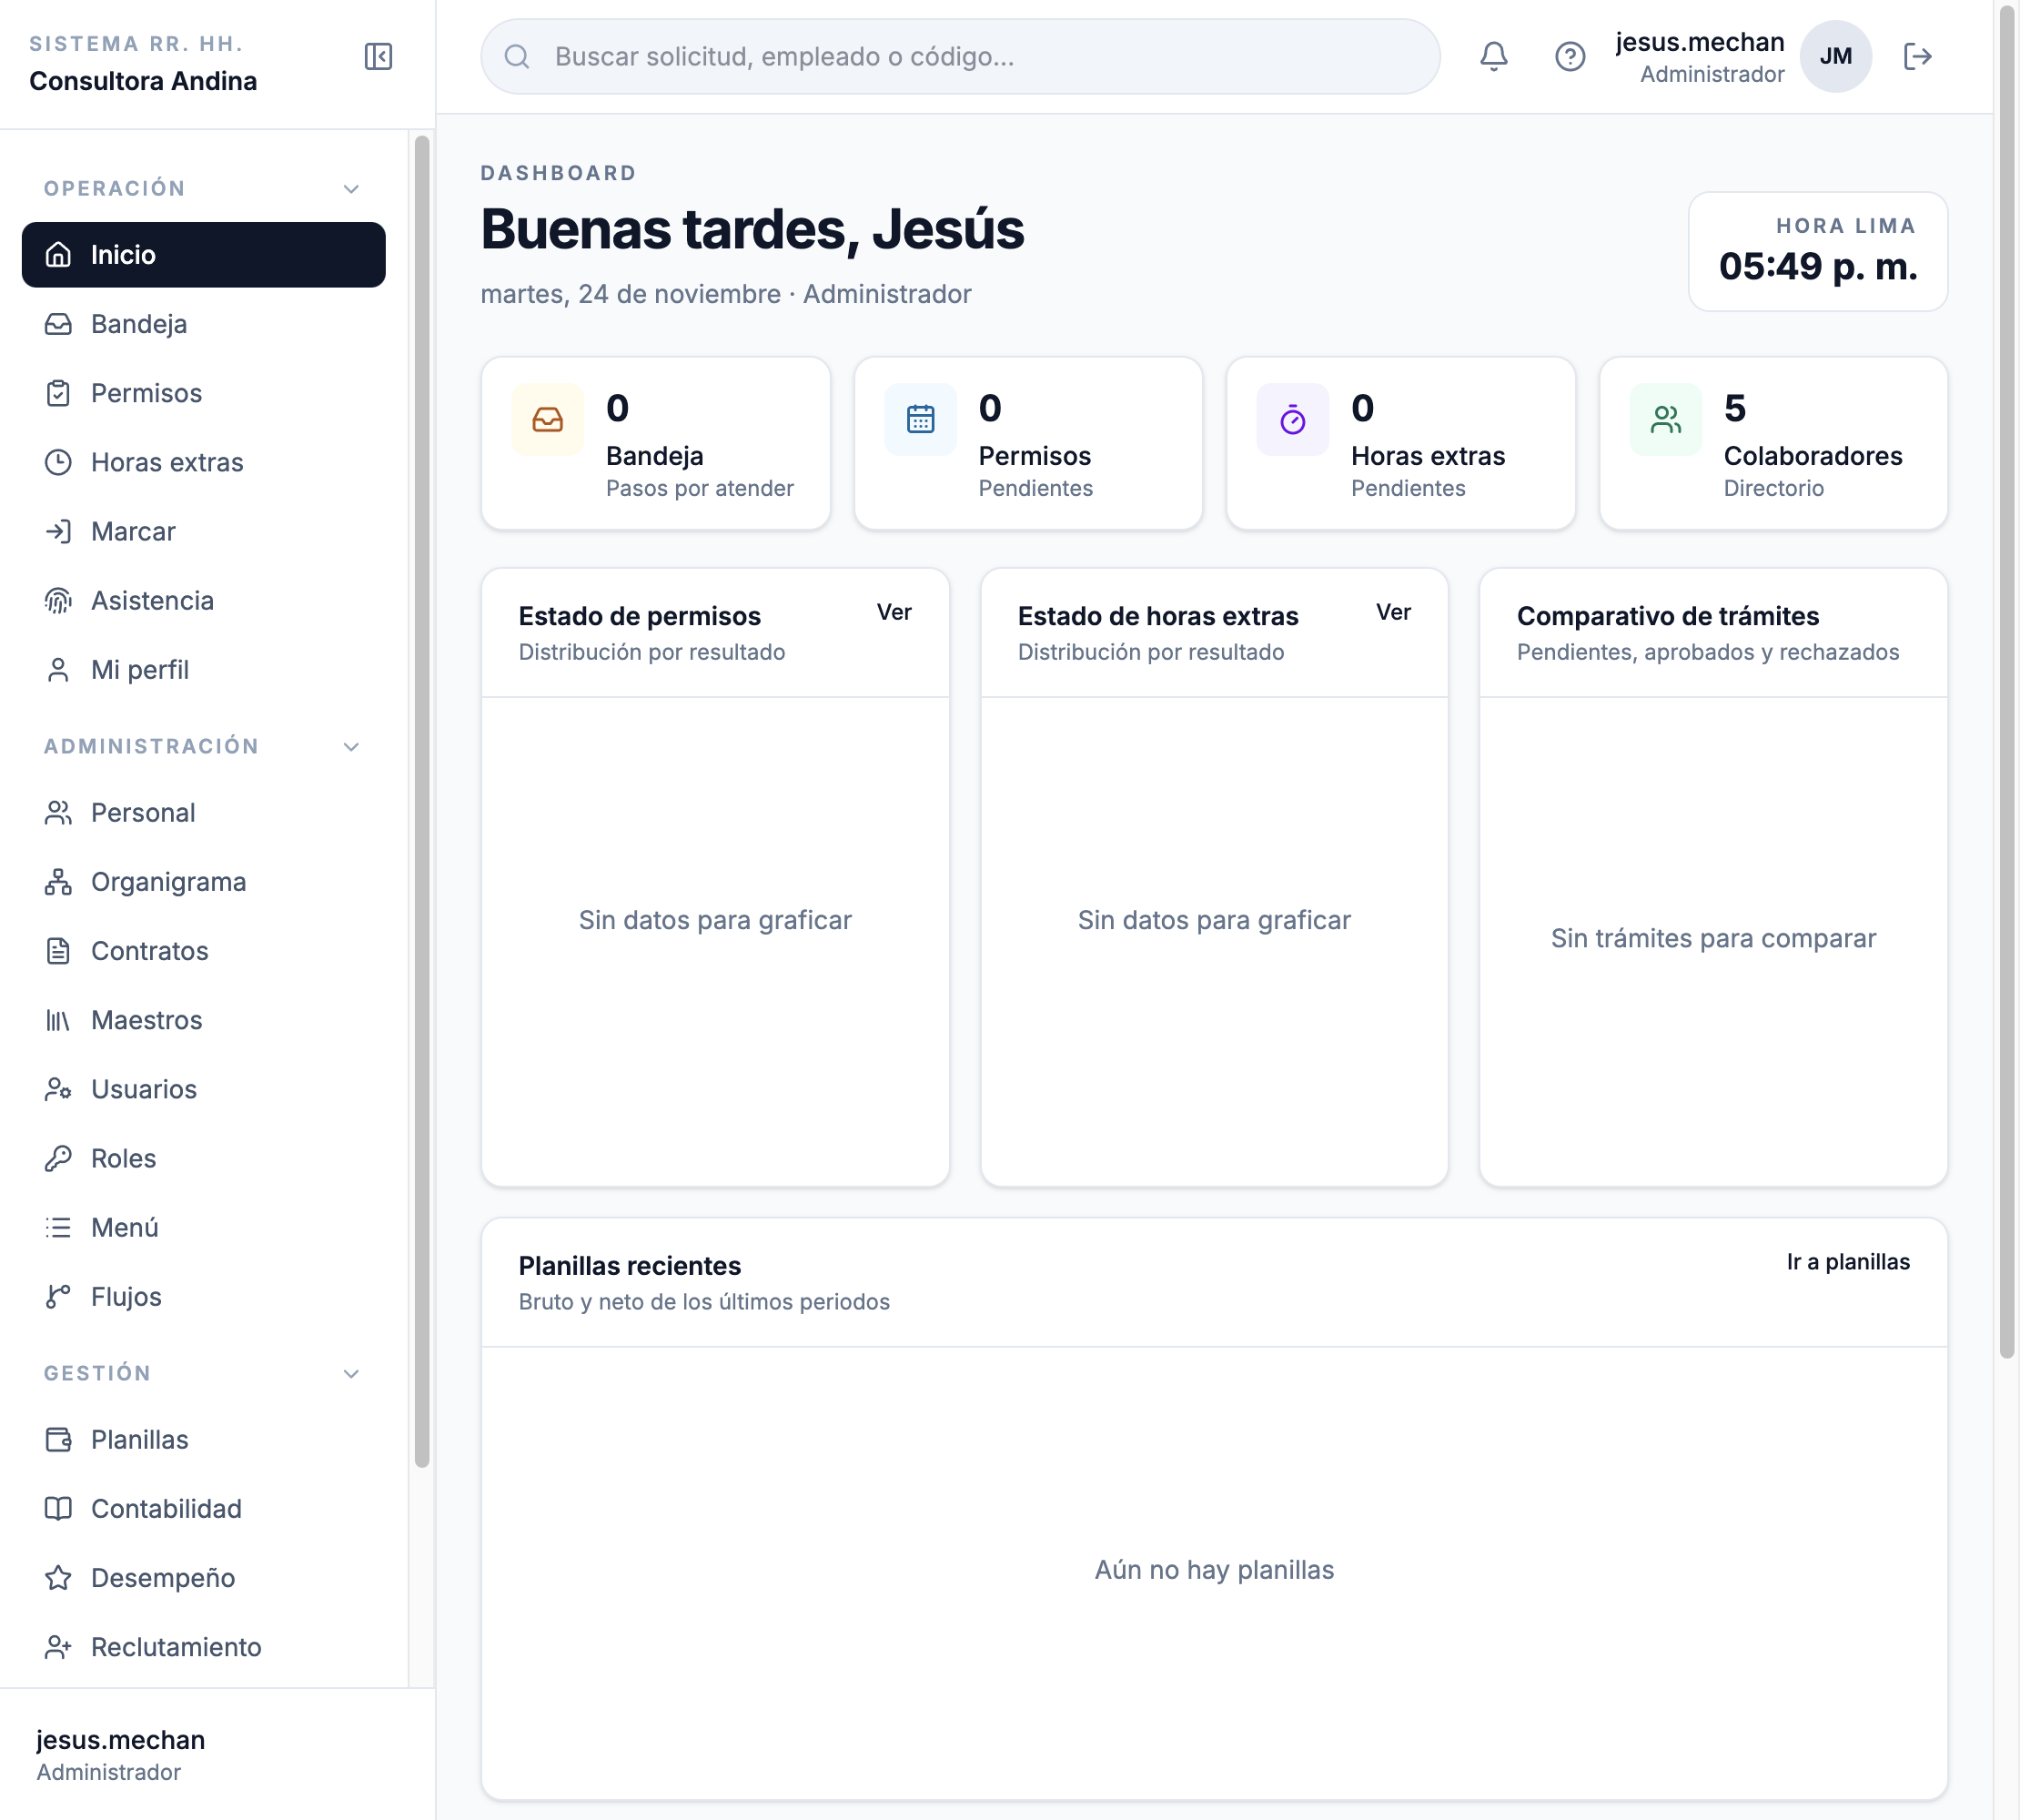 SISTEMA RR. HH.
Consultora Andina
OPERACIÓN
Inicio
Bandeja
Permisos
Horas extras
Marcar
Asistencia
Mi perfil
ADMINISTRACIÓN
Personal
Organigrama
Contratos
Maestros
Usuarios
Roles
Menú
Flujos
GESTIÓN
Planillas
Contabilidad
Desempeño
Reclutamiento
jesus.mechan
Administrador
Buscar solicitud, empleado o código...
jesus.mechan
Administrador
JM
DASHBOARD
Buenas tardes, Jesús
martes, 24 de noviembre · Administrador
HORA LIMA
05:49 p. m.
0
Bandeja
Pasos por atender
0
Permisos
Pendientes
0
Horas extras
Pendientes
5
Colaboradores
Directorio
Estado de permisos
Ver
Distribución por resultado
Sin datos para graficar
Estado de horas extras
Ver
Distribución por resultado
Sin datos para graficar
Comparativo de trámites
Pendientes, aprobados y rechazados
Sin trámites para comparar
Planillas recientes
Ir a planillas
Bruto y neto de los últimos periodos
Aún no hay planillas